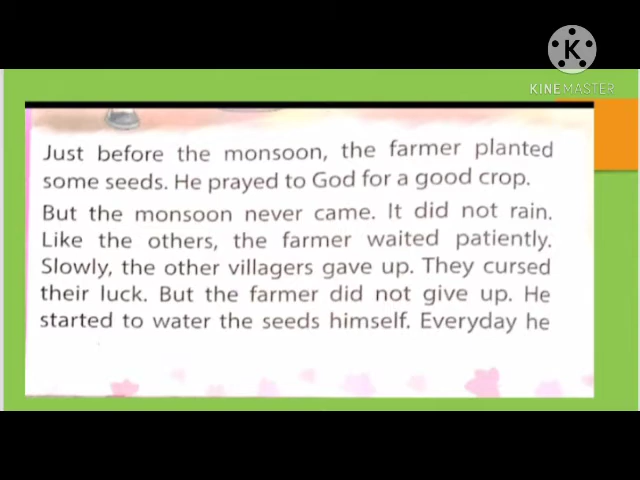 K
KINEMASTER
Just before the monsoon, the farmer planted
some seeds. He prayed to God for a good crop.
But the monsoon never came. It did not rain.
Like the others, the farmer waited patiently.
Slowly, the other villagers gave up. They cursed
their luck. But the farmer did not give up. He
started to water the seeds himself. Everyday he